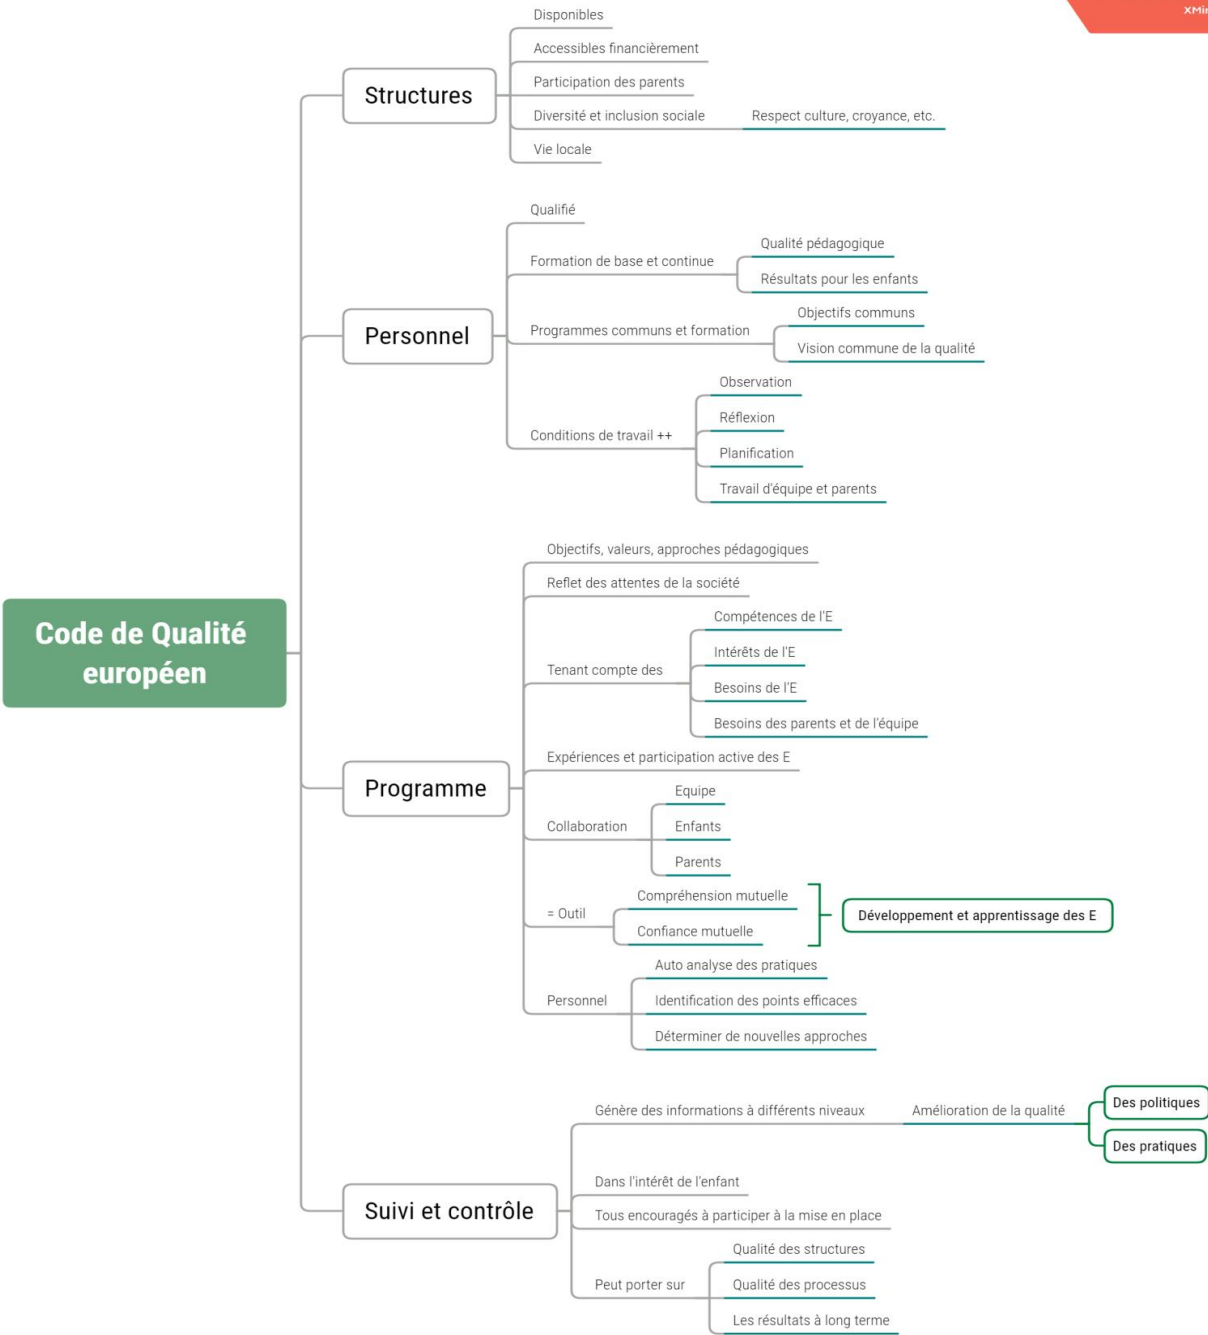 Disponibles
Accessibles financièrement
Participation des parents
Structures
Diversité et inclusion sociale
Respect culture, croyance, etc.
Vie locale
Qualifié
Formation de base et continue
Qualité pédagogique
Résultats pour les enfants
Personnel
Programmes communs et formation
Objectifs communs
Vision commune de la qualité
Conditions de travail ++
Observation
Réflexion
Planification
Travail d'équipe et parents
Code de Qualité
européen
Objectifs, valeurs, approches pédagogiques
Reflet des attentes de la société
Tenant compte des
Compétences de l'E
Intérêts de l'E
Besoins de l'E
Besoins des parents et de l'équipe
Expériences et participation active des E
Programme
Collaboration
Equipe
Enfants
Parents
= Outil
Compréhension mutuelle
Confiance mutuelle
Développement et apprentissage des E
Personnel
Auto analyse des pratiques
Identification des points efficaces
Déterminer de nouvelles approches
Génère des informations à différents niveaux
Amélioration de la qualité
Des politiques
Des pratiques
Dans l'intérêt de l'enfant
Suivi et contrôle
Tous encouragés à participer à la mise en place
Peut porter sur
Qualité des structures
Qualité des processus
Les résultats à long terme